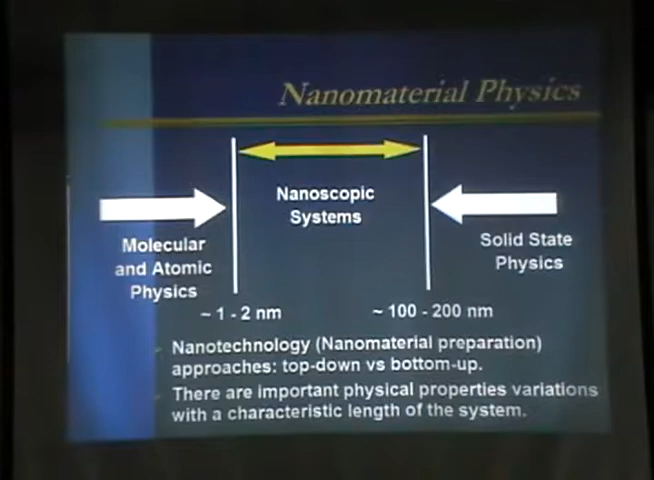 Nanomaterial Physics
Nanoscopic
Systems
Molecular
and Atomic
Physics
Solid State
Physics
~ 1 - 2 nm
~ 100 - 200 nm
Nanotechnology (Nanomaterial preparation)
approaches: top-down vs bottom-up.
There are important physical properties variations
with a characteristic length of the system.